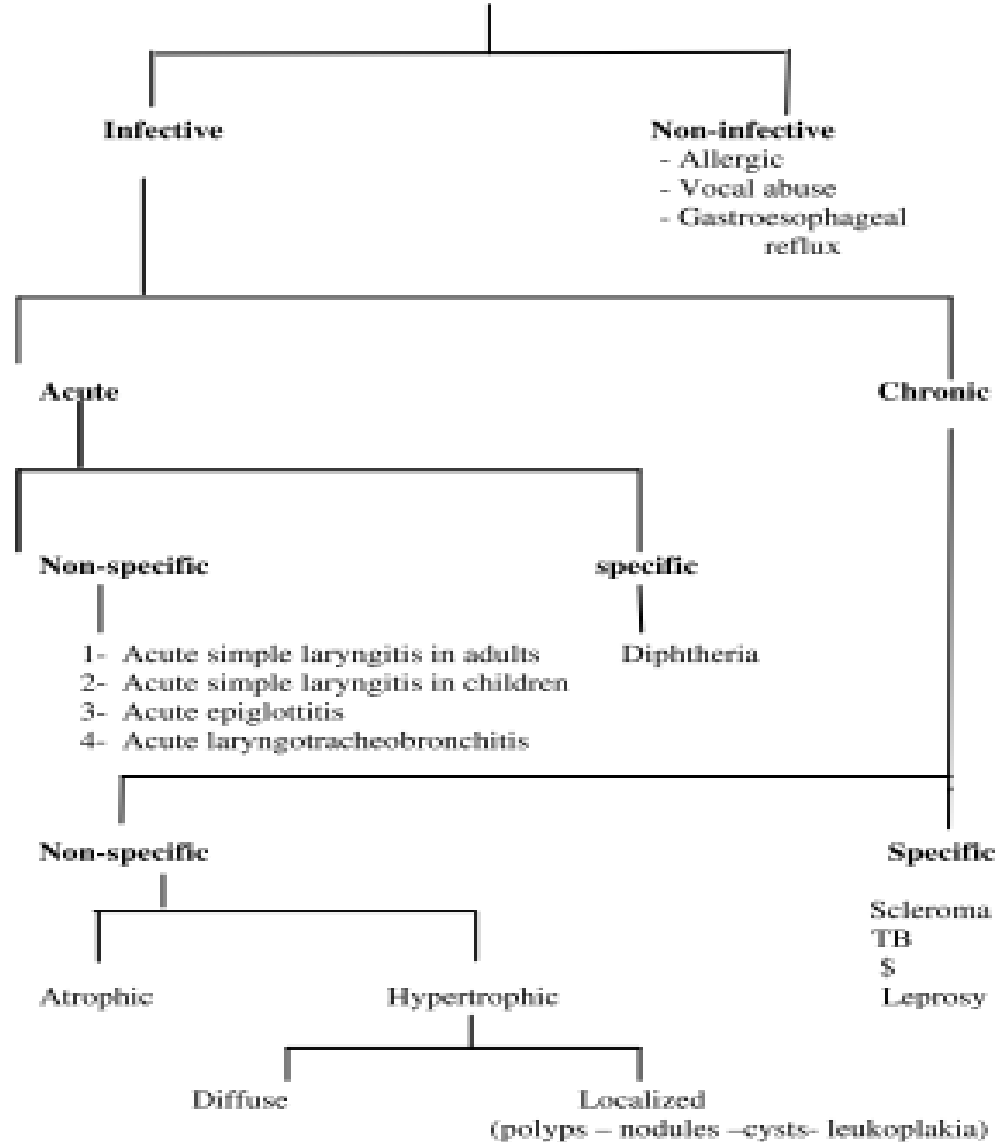 Infective
Non-infective
- Allergic
- Vocal abuse
- Gastroesophageal
reflux
Acute
Chronic
Non-specific
specific
1- Acute simple laryngitis in adults
2- Acute simple laryngitis in children
3- Acute epiglottitis
4- Acute laryngotracheobronchitis
Diphtheria
Non-specific
Specific
Scleroma
TB
$
Leprosy
Atrophic
Hypertrophic
Diffuse
Localized
(polyps – nodules –cysts- leukoplakia)